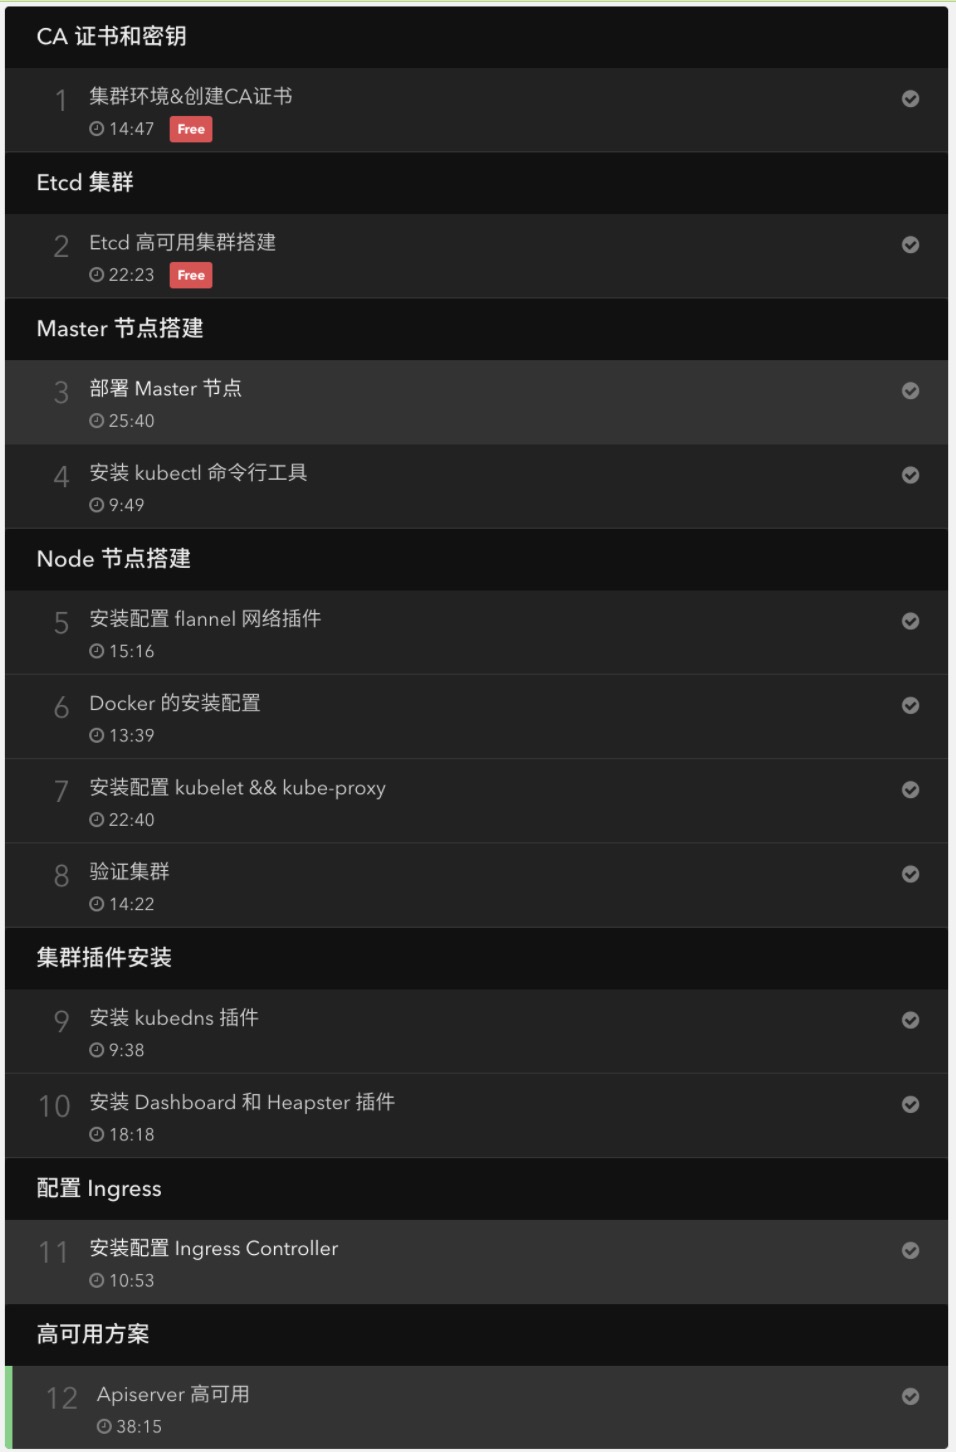 CA 证书和密钥
1 集群环境&创建CA证书
14:47 Free
Etcd 集群
2 Etcd 高可用集群搭建
22:23 Free
Master 节点搭建
3 部署 Master 节点
25:40
4 安装 kubectl 命令行工具
9:49
Node 节点搭建
5 安装配置 flannel 网络插件
15:16
6 Docker 的安装配置
13:39
7 安装配置 kubelet && kube-proxy
22:40
8 验证集群
14:22
集群插件安装
9 安装 kubedns 插件
9:38
10 安装 Dashboard 和 Heapster 插件
18:18
配置 Ingress
11 安装配置 Ingress Controller
10:53
高可用方案
12 Apiserver 高可用
38:15